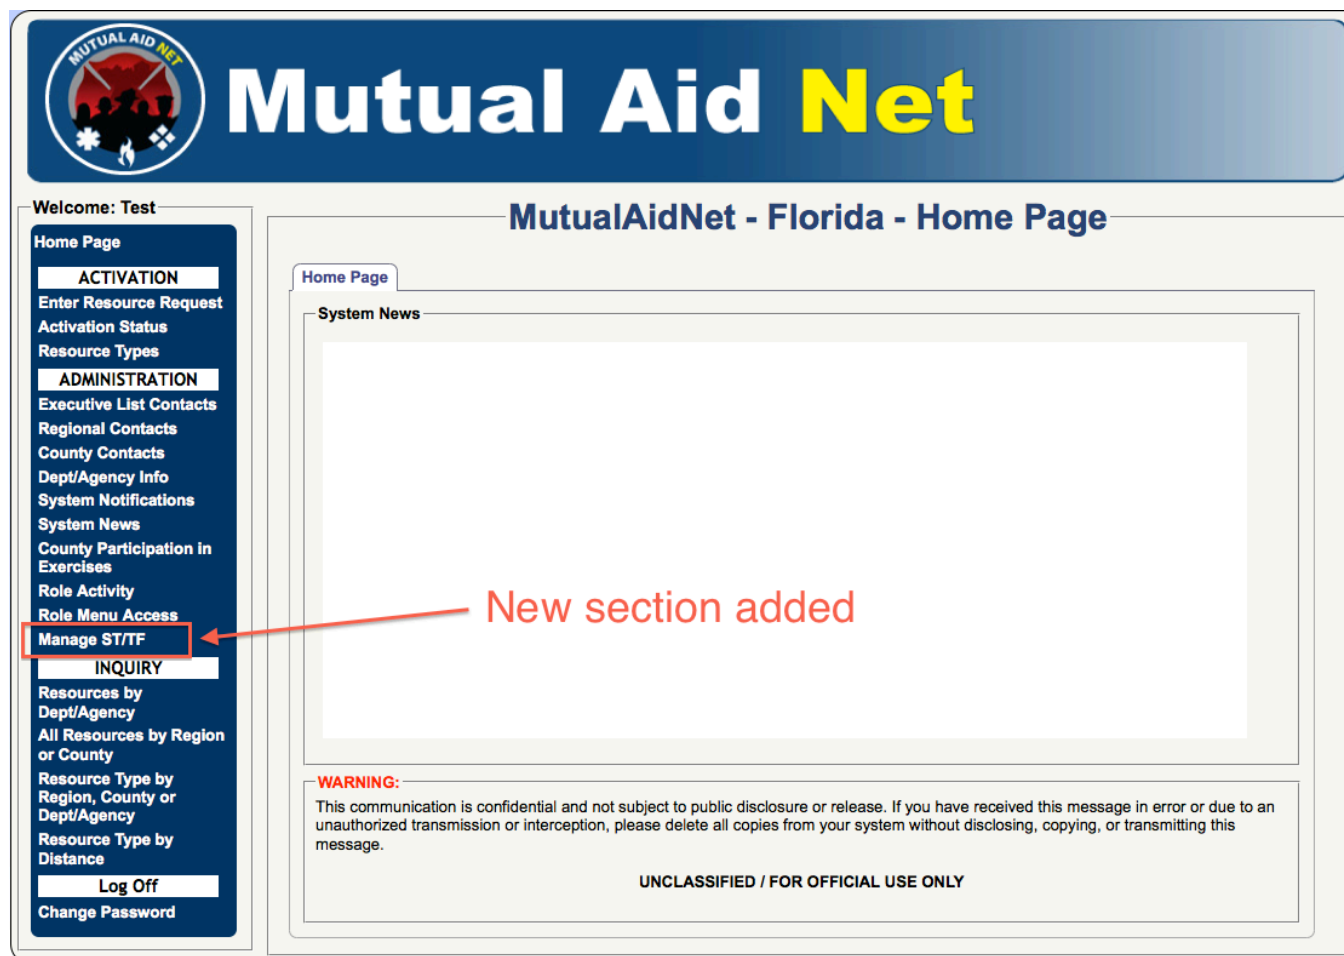 MUTUAL AID NET
Mutual Aid Net
Welcome: Test
Home Page
ACTIVATION
Enter Resource Request
Activation Status
Resource Types
ADMINISTRATION
Executive List Contacts
Regional Contacts
County Contacts
Dept/Agency Info
System Notifications
System News
County Participation in
Exercises
Role Activity
Role Menu Access
Manage ST/TF
INQUIRY
Resources by
Dept/Agency
All Resources by Region
or County
Resource Type by
Region, County or
Dept/Agency
Resource Type by
Distance
Log Off
Change Password
MutualAidNet - Florida - Home Page
Home Page
System News
New section added
WARNING:
This communication is confidential and not subject to public disclosure or release. If you have received this message in error or due to an
unauthorized transmission or interception, please delete all copies from your system without disclosing, copying, or transmitting this
message.
UNCLASSIFIED / FOR OFFICIAL USE ONLY